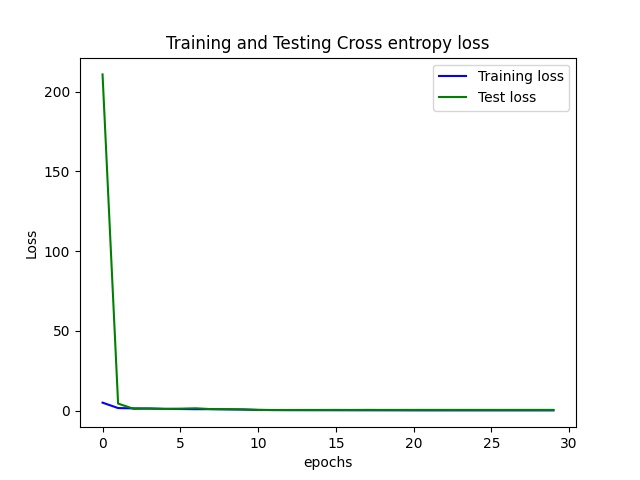 Training and Testing Cross entropy loss
Training loss
Test loss
Loss
200
150
100
50
0
0 5 10 15 20 25 30
epochs